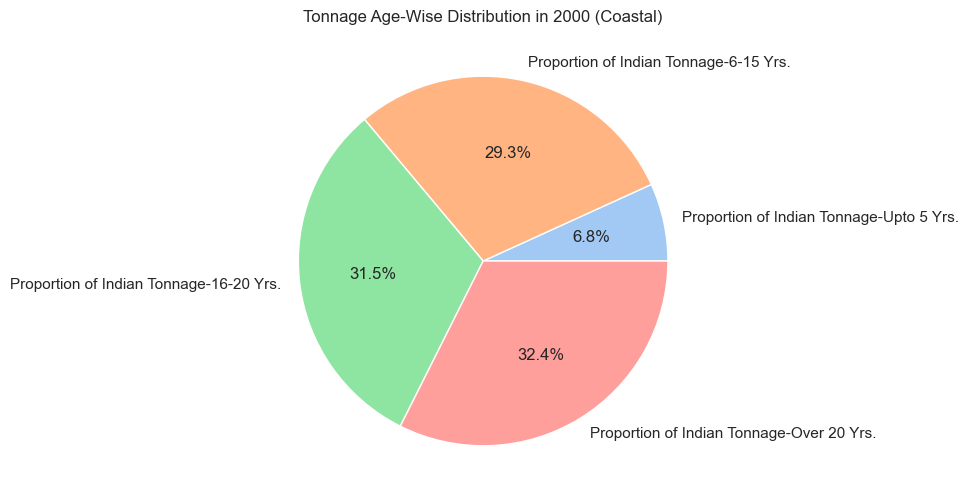 Tonnage Age-Wise Distribution in 2000 (Coastal)
Proportion of Indian Tonnage-6-15 Yrs.
29.3%
Proportion of Indian Tonnage-Upto 5 Yrs.
6.8%
31.5%
Proportion of Indian Tonnage-16-20 Yrs.
32.4%
Proportion of Indian Tonnage-Over 20 Yrs.